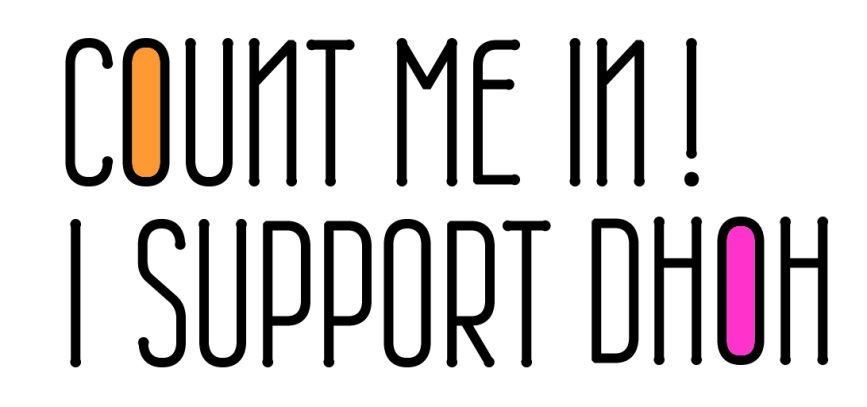 COUNT ME IN !
I SUPPORT DHOH